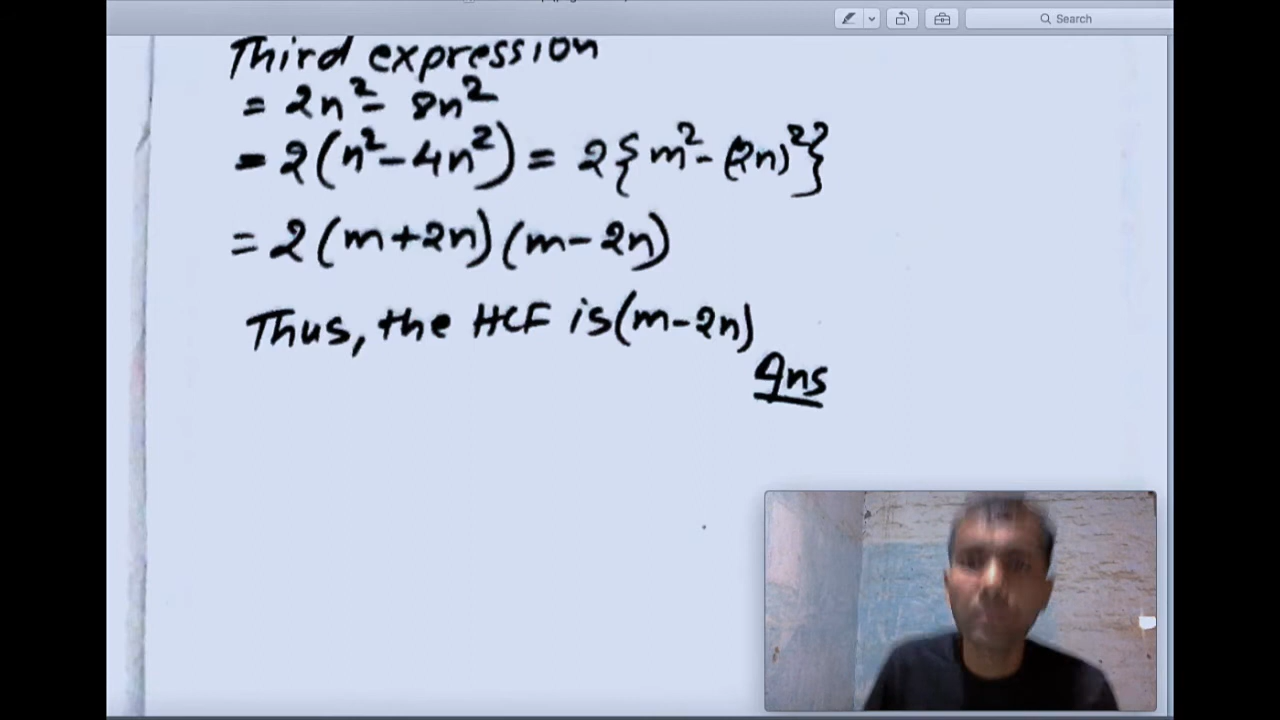 Search
Third expression
= 2n² - 8n²
= 2(n² - 4n²) = 2{m² - (2n)²}
= 2(m+2n)(m-2n)
Thus, the HCF is (m-2n)
Ans